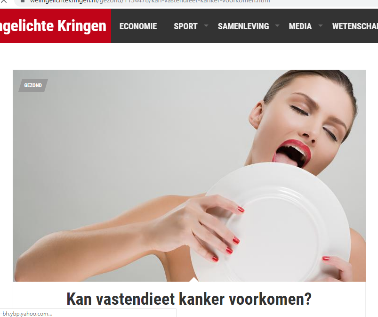 ngelichte Kringen ECONOMIE SPORT SAMENLEVING MEDIA WETENSCHA
GEZOND
Kan vastendieet kanker voorkomen?